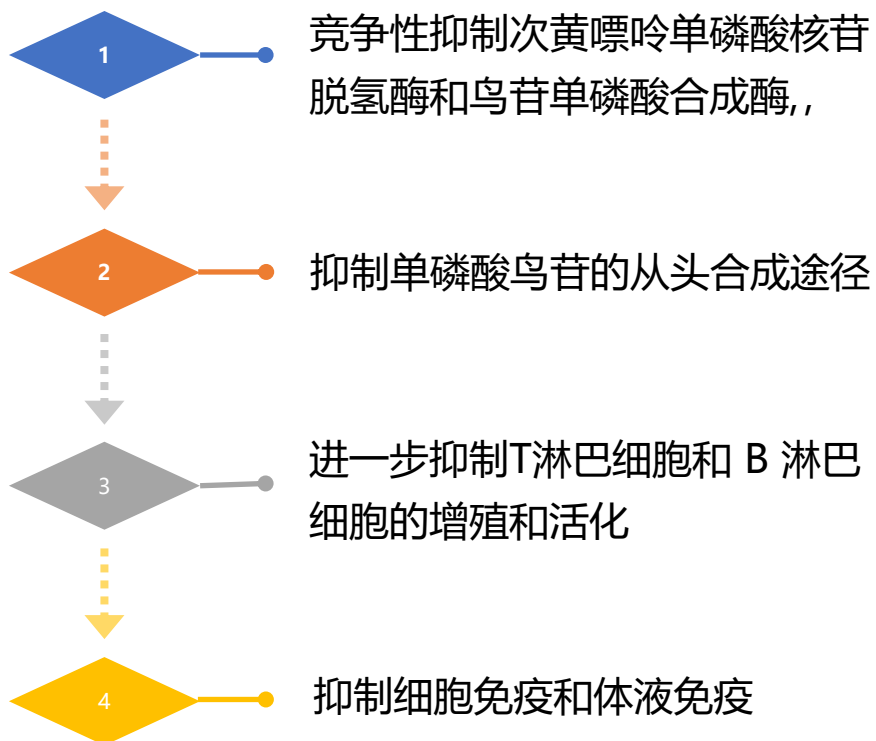 1
竞争性抑制次黄嘌呤单磷酸核苷
脱氢酶和鸟苷单磷酸合成酶,,
2
抑制单磷酸鸟苷的从头合成途径
3
进一步抑制T淋巴细胞和 B 淋巴
细胞的增殖和活化
4
抑制细胞免疫和体液免疫